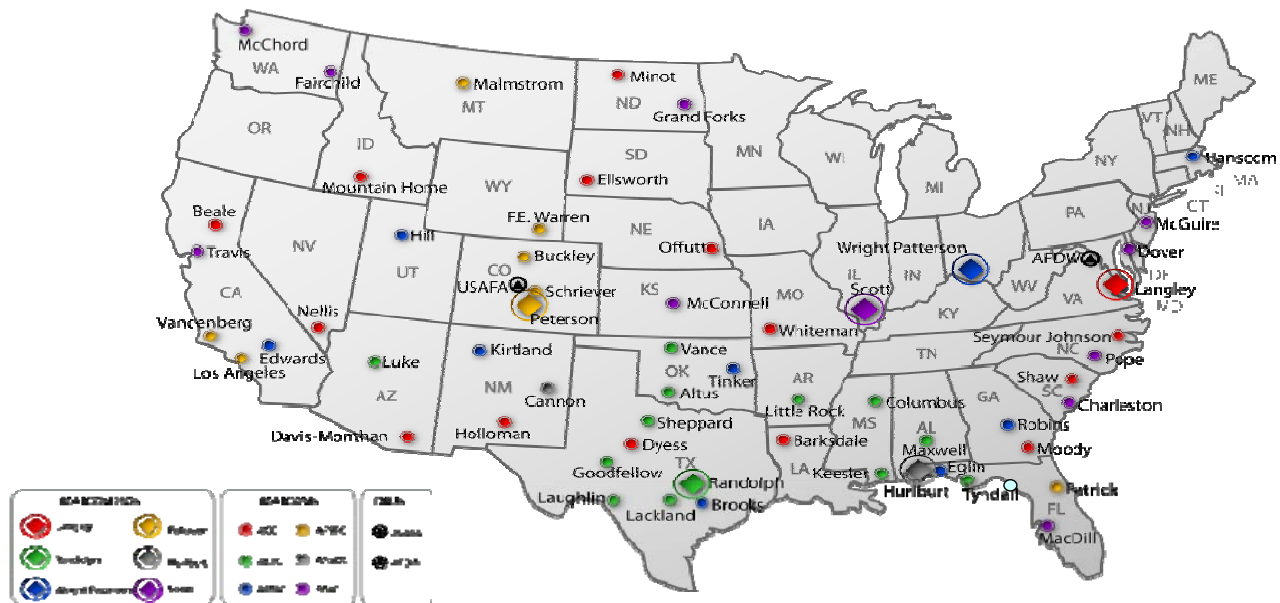 McChord
WA
Fairchild
Malmstrom
MT
Minot
ND
Grand Forks
ME
VT
NH
OR
ID
Mountain Home
WY
SD
Ellsworth
MN
WI
MI
NY
Hanscom
MA
CT
Beale
F.E. Warren
NE
IA
PA
NJ
McGuire
Travis
NV
Hill
UT
CO
Buckley
Offutt
Wright Patterson
IL
IN
AFDW
Dover
DE
CA
USAFA
Schriever
Peterson
KS
McConnell
MO
Scott
WV
VA
Langley
MD
KY
Nellis
Whiteman
Seymour Johnson
Edwards
Los Angeles
Luke
Kirtland
Vance
OK
Tinker
TN
NC
Pope
AZ
NM
Cannon
Altus
AR
Little Rock
Columbus
MS
AL
GA
Shaw
SC
Charleston
Davis-Monthan
Holloman
Sheppard
Dyess
Barksdale
Maxwell
Robins
Moody
Goodfellow
TX
Randolph
LA
Keesler
Eglin
Hurlburt
Tyndall
Patrick
Laughlin
Lackland
Brooks
FL
MacDill